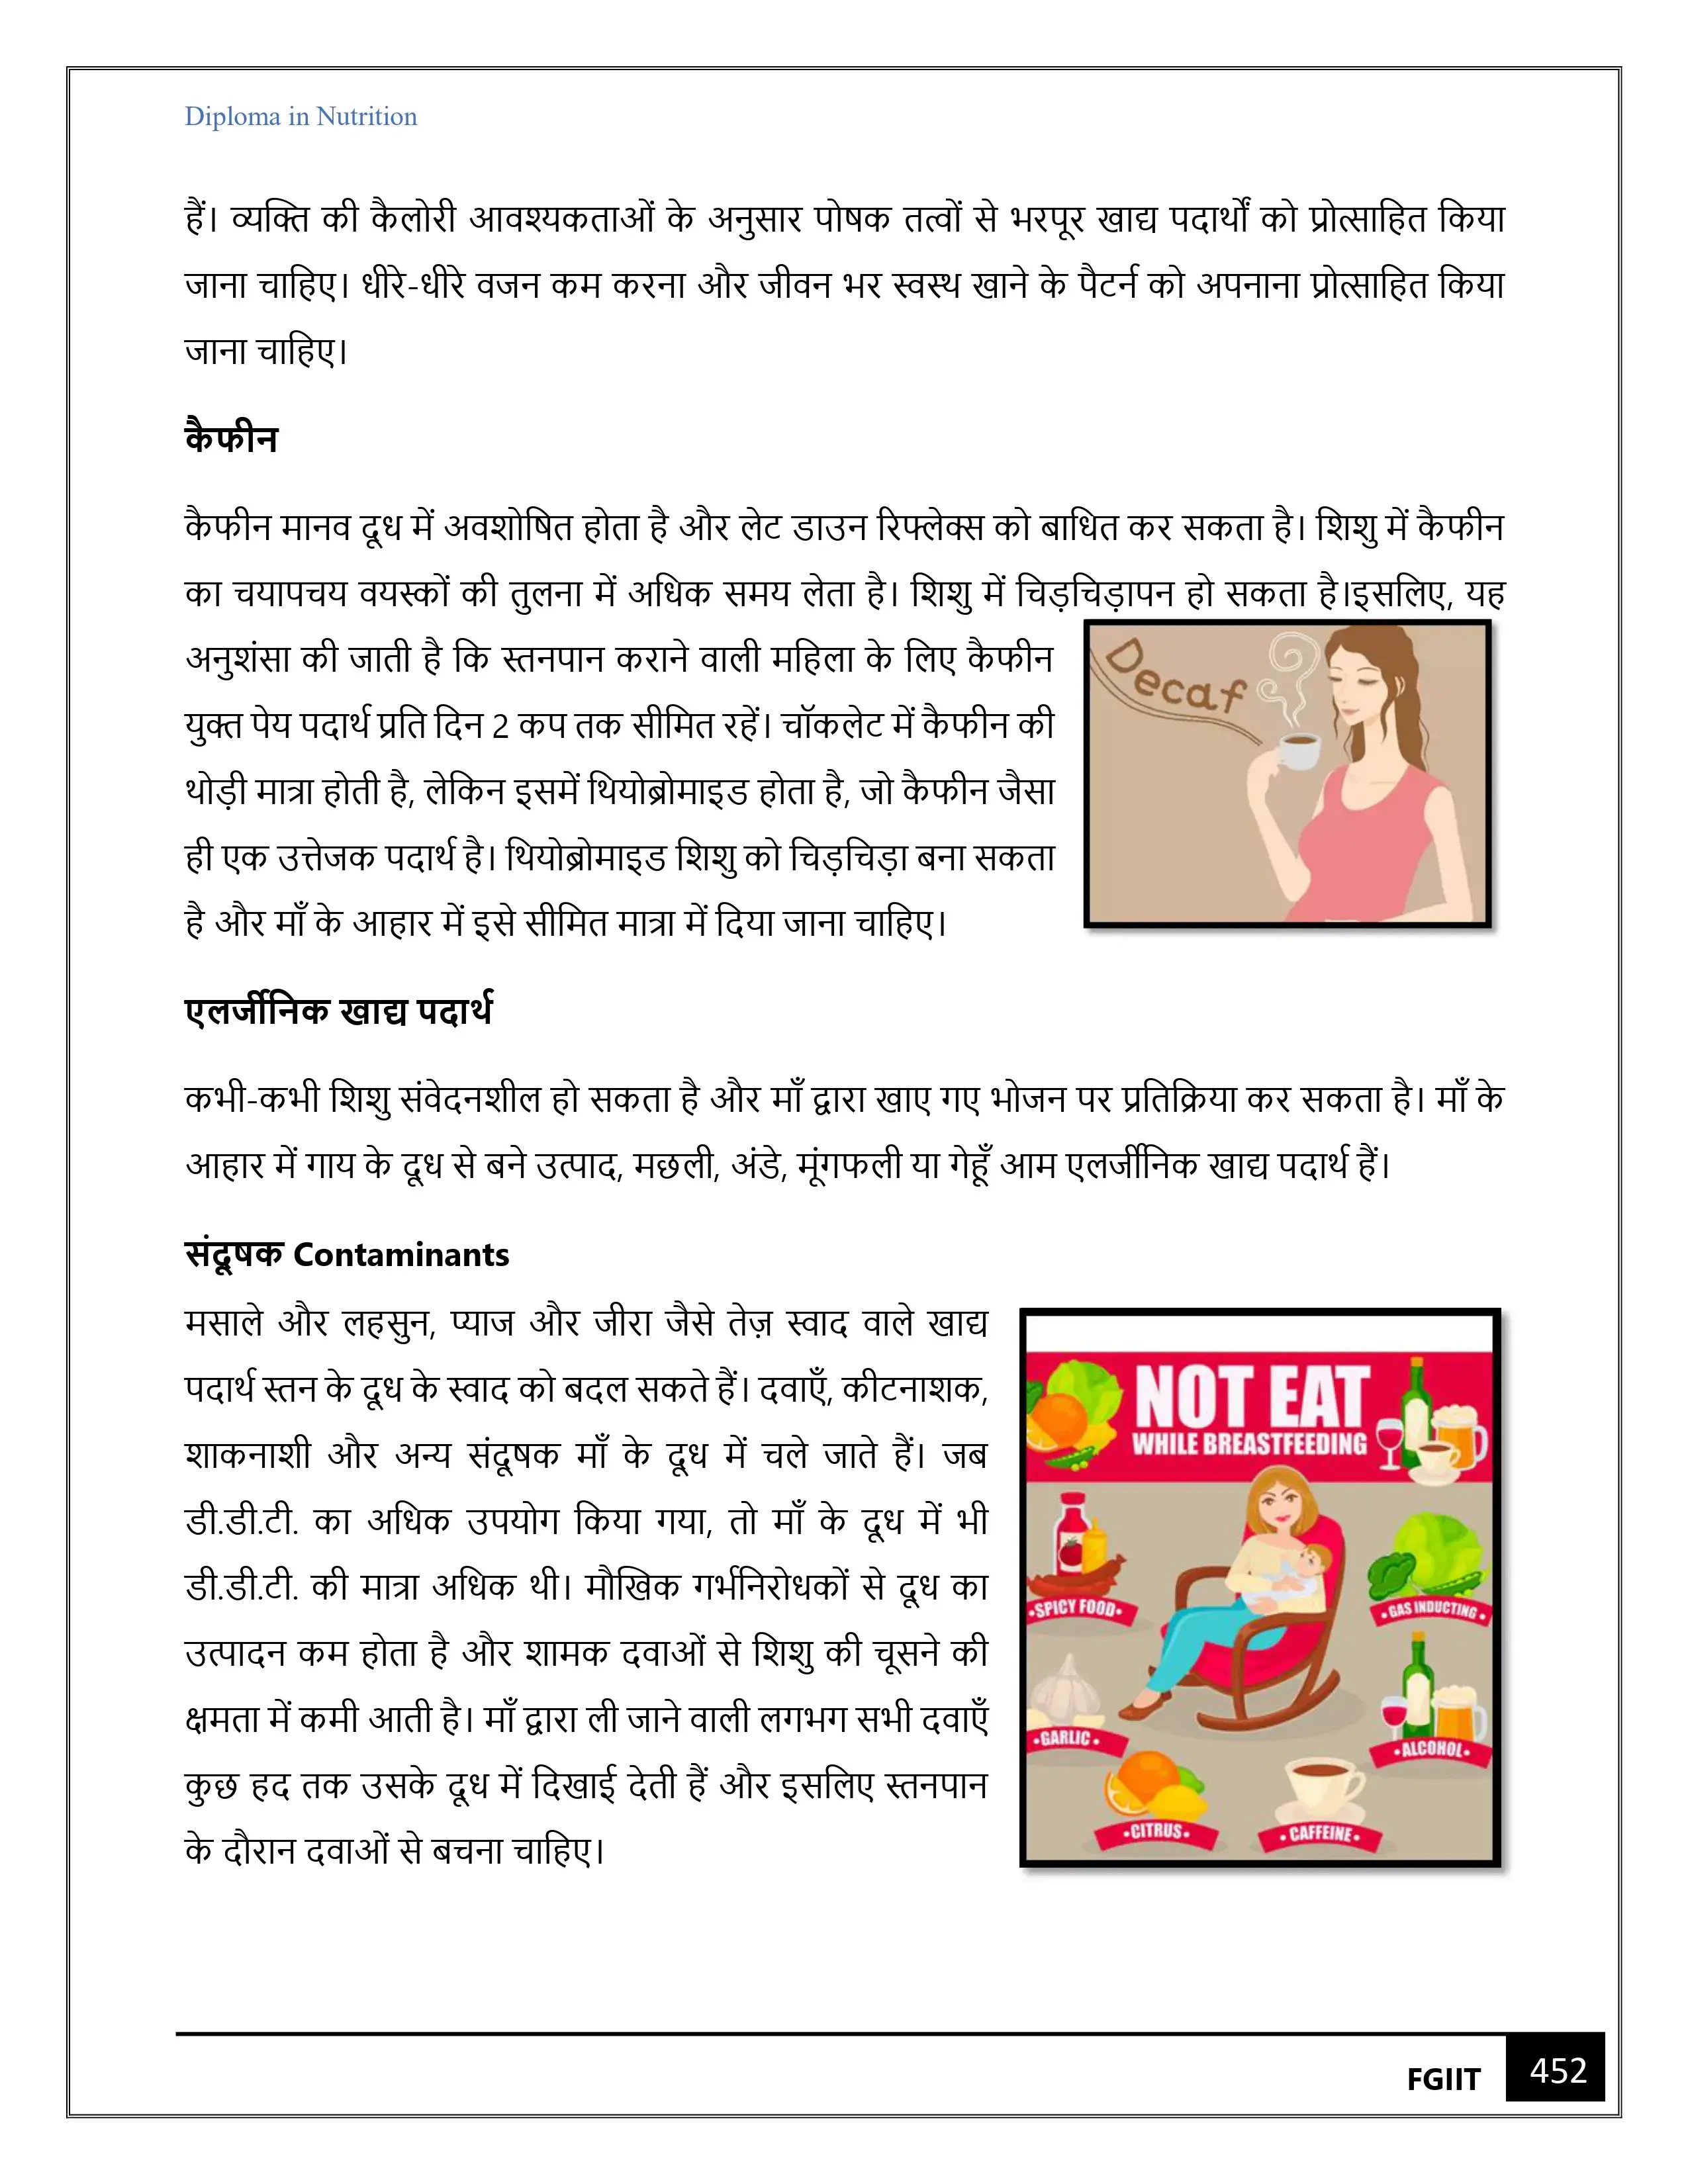 Diploma in Nutrition
हैं। व्यक्ति की कैलोरी आवश्यकताओं के अनुसार पोषक तत्वों से भरपूर खाद्य पदार्थों को प्रोत्साहित किया
जाना चाहिए। धीरे-धीरे वजन कम करना और जीवन भर स्वस्थ खाने के पैटर्न को अपनाना प्रोत्साहित किया
जाना चाहिए।
कैफीन
कैफीन मानव दूध में अवशोषित होता है और लेट डाउन रिफ्लेक्स को बाधित कर सकता है। शिशु में कैफीन
का चयापचय वयस्कों की तुलना में अधिक समय लेता है। शिशु में चिड़चिड़ापन हो सकता है।इसलिए, यह
अनुशंसा की जाती है कि स्तनपान कराने वाली महिला के लिए कैफीन
युक्त पेय पदार्थ प्रति दिन 2 कप तक सीमित रहें। चॉकलेट में कैफीन की
थोड़ी मात्रा होती है, लेकिन इसमें थियोब्रोमाइड होता है, जो कैफीन जैसा
ही एक उत्तेजक पदार्थ है। थियोब्रोमाइड शिशु को चिड़चिड़ा बना सकता
है और माँ के आहार में इसे सीमित मात्रा में दिया जाना चाहिए।
Decaf
एलर्जीनिक खाद्य पदार्थ
कभी-कभी शिशु संवेदनशील हो सकता है और माँ द्वारा खाए गए भोजन पर प्रतिक्रिया कर सकता है। माँ के
आहार में गाय के दूध से बने उत्पाद, मछली, अंडे, मूंगफली या गेहूँ आम एलर्जीनिक खाद्य पदार्थ हैं।
संदूषक Contaminants
मसाले और लहसुन, प्याज और जीरा जैसे तेज़ स्वाद वाले खाद्य
पदार्थ स्तन के दूध के स्वाद को बदल सकते हैं। दवाएँ, कीटनाशक,
शाकनाशी और अन्य संदूषक माँ के दूध में चले जाते हैं। जब
डी.डी.टी. का अधिक उपयोग किया गया, तो माँ के दूध में भी
डी.डी.टी. की मात्रा अधिक थी। मौखिक गर्भनिरोधकों से दूध का
उत्पादन कम होता है और शामक दवाओं से शिशु की चूसने की
क्षमता में कमी आती है। माँ द्वारा ली जाने वाली लगभग सभी दवाएँ
कुछ हद तक उसके दूध में दिखाई देती हैं और इसलिए स्तनपान
के दौरान दवाओं से बचना चाहिए।
NOT EAT
WHILE BREASTFEEDING
•SPICY FOOD•
•GAS INDUCTING•
•GARLIC•
•ALCOHOL•
•CITRUS•
•CAFFEINE•
FGIIT
452